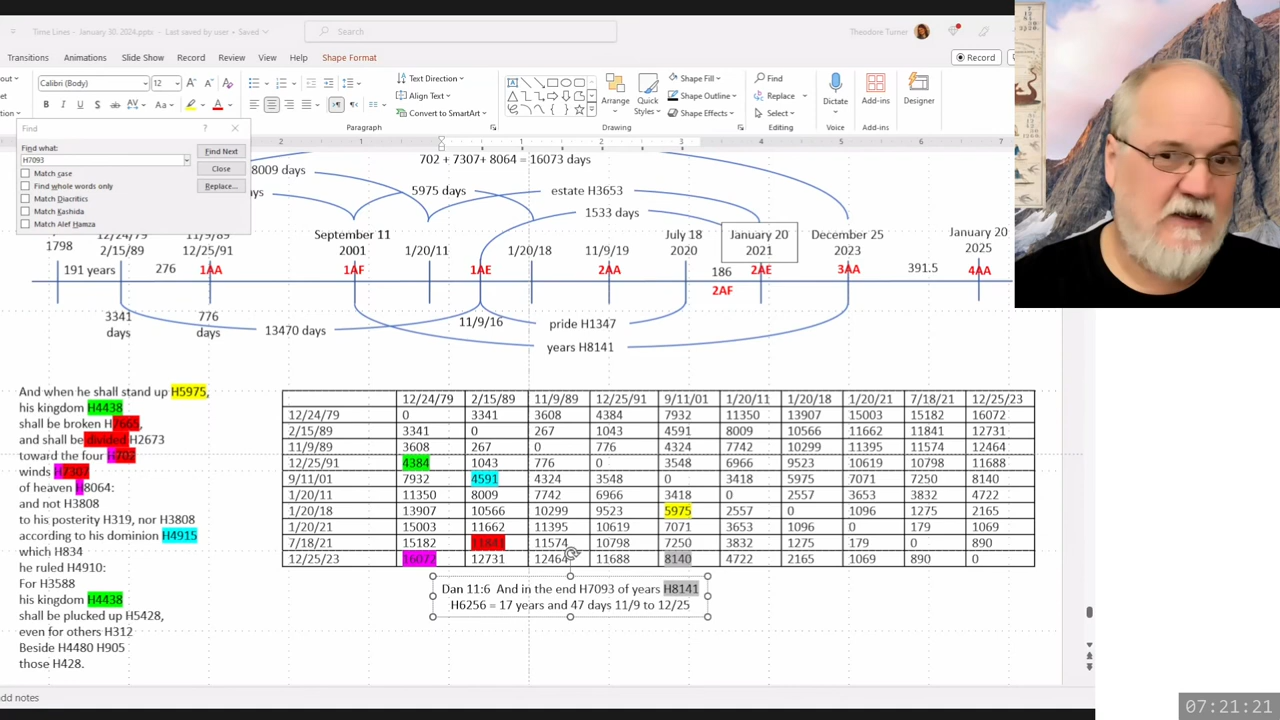 Time Lines - January 30, 2024.pptx - Last saved by user • Saved
Search
Theodore Turner
Transitions Animations Slide Show Record Review View Help Shape Format
Record
Calibri (Body) 12
Text Direction
Align Text
Convert to SmartArt
Arrange
Quick Styles
Shape Fill
Shape Outline
Shape Effects
Find
Replace
Select
Dictate
Add-ins
Designer
Paragraph
Drawing
Editing
Voice
Add-ins
Find
Find what:
H7093
Find Next
Close
Replace...
Match case
Find whole words only
Match Diacritics
Match Kashida
Match Alef Hamza
2 1 0 1 2 3 4 5 6 7
702 + 7307+ 8064 = 16073 days
8009 days
5975 days
estate H3653
1533 days
12/24/79
1798
2/15/89
11/9/89
12/25/91
September 11
2001
1/20/11
1/20/18
11/9/19
July 18
2020
January 20
2021
December 25
2023
January 20
2025
191 years 276 1AA 1AF 1AE 2AA 186 2AE 3AA 391.5 4AA
2AF
3341
days
776
days
13470 days
11/9/16
pride H1347
years H8141
And when he shall stand up H5975,
his kingdom H4438
shall be broken H7665,
and shall be divided H2673
toward the four H702
winds H7307
of heaven H8064:
and not H3808
to his posterity H319, nor H3808
according to his dominion H4915
which H834
he ruled H4910:
For H3588
his kingdom H4438
shall be plucked up H5428,
even for others H312
Beside H4480 H905
those H428.
12/24/79 2/15/89 11/9/89 12/25/91 9/11/01 1/20/11 1/20/18 1/20/21 7/18/21 12/25/23
12/24/79 0 3341 3608 4384 7932 11350 13907 15003 15182 16072
2/15/89 3341 0 267 1043 4591 8009 10566 11662 11841 12731
11/9/89 3608 267 0 776 4324 7742 10299 11395 11574 12464
12/25/91 4384 1043 776 0 3548 6966 9523 10619 10798 11688
9/11/01 7932 4591 4324 3548 0 3418 5975 7071 7250 8140
1/20/11 11350 8009 7742 6966 3418 0 2557 3653 3832 4722
1/20/18 13907 10566 10299 9523 5975 2557 0 1096 1275 2165
1/20/21 15003 11662 11395 10619 7071 3653 1096 0 179 1069
7/18/21 15182 11841 11574 10798 7250 3832 1275 179 0 890
12/25/23 16072 12731 12464 11688 8140 4722 2165 1069 890 0
Dan 11:6 And in the end H7093 of years H8141
H6256 = 17 years and 47 days 11/9 to 12/25
dd notes
07:21:21